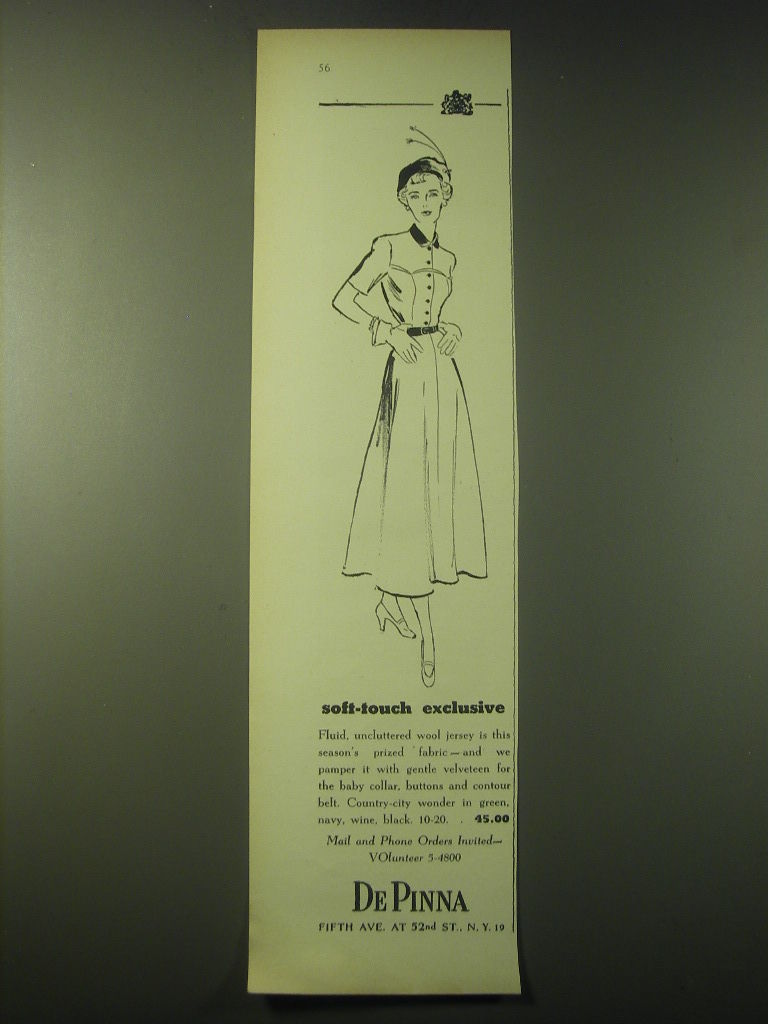 56
soft-touch exclusive
Fluid, uncluttered wool jersey is this
season's prized fabric—and we
pamper it with gentle velveteen for
the baby collar, buttons and contour
belt. Country-city wonder in green,
navy, wine, black. 10-20. . 45.00
Mail and Phone Orders Invited—
VOlunteer 5-4800
DE PINNA
FIFTH AVE. AT 52nd ST., N. Y. 19